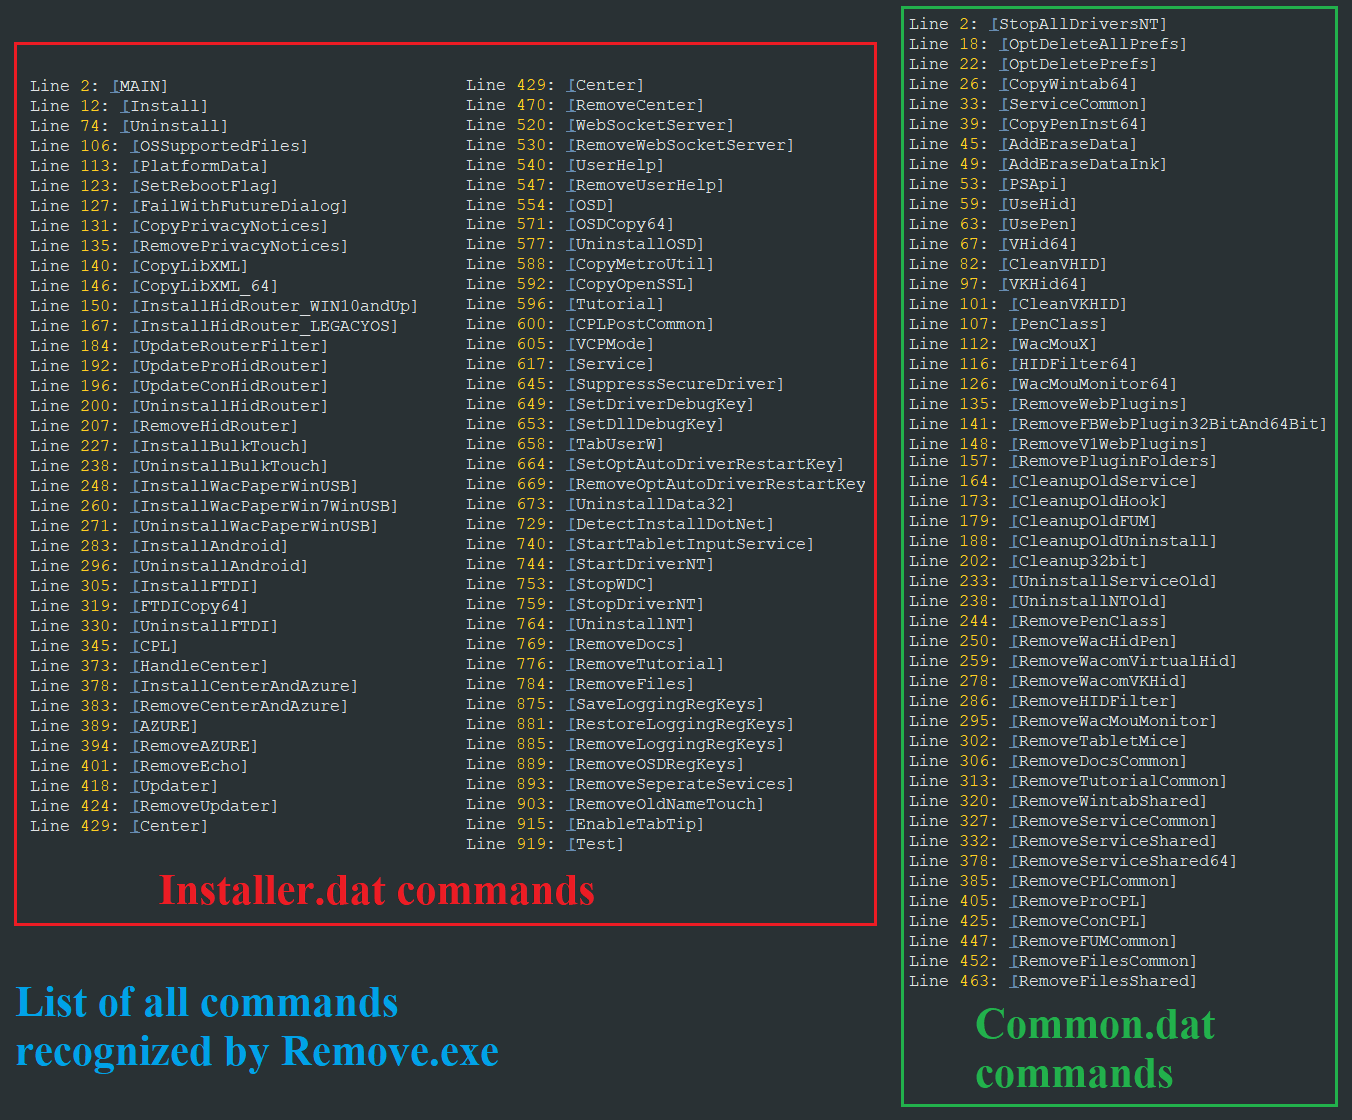 Line 2: [MAIN]
Line 12: [Install]
Line 74: [Uninstall]
Line 106: [OSSupportedFiles]
Line 113: [PlatformData]
Line 123: [SetRebootFlag]
Line 127: [FailWithFutureDialog]
Line 131: [CopyPrivacyNotices]
Line 135: [RemovePrivacyNotices]
Line 140: [CopyLibXML]
Line 146: [CopyLibXML_64]
Line 150: [InstallHidRouter_WIN10andUp]
Line 167: [InstallHidRouter_LEGACYOS]
Line 184: [UpdateRouterFilter]
Line 192: [UpdateProHidRouter]
Line 196: [UpdateConHidRouter]
Line 200: [UninstallHidRouter]
Line 207: [RemoveHidRouter]
Line 227: [InstallBulkTouch]
Line 238: [UninstallBulkTouch]
Line 248: [InstallWacPaperWinUSB]
Line 260: [InstallWacPaperWin7WinUSB]
Line 271: [UninstallWacPaperWinUSB]
Line 283: [InstallAndroid]
Line 296: [UninstallAndroid]
Line 305: [InstallFTDI]
Line 319: [FTDICopy64]
Line 330: [UninstallFTDI]
Line 345: [CPL]
Line 373: [HandleCenter]
Line 378: [InstallCenterAndAzure]
Line 383: [RemoveCenterAndAzure]
Line 389: [AZURE]
Line 394: [RemoveAZURE]
Line 401: [RemoveEcho]
Line 418: [Updater]
Line 424: [RemoveUpdater]
Line 429: [Center]
Line 429: [Center]
Line 470: [RemoveCenter]
Line 520: [WebSocketServer]
Line 530: [RemoveWebSocketServer]
Line 540: [UserHelp]
Line 547: [RemoveUserHelp]
Line 554: [OSD]
Line 571: [OSDCopy64]
Line 577: [UninstallOSD]
Line 588: [CopyMetroUtil]
Line 592: [CopyOpenSSL]
Line 596: [Tutorial]
Line 600: [CPLPostCommon]
Line 605: [VCPMode]
Line 617: [Service]
Line 645: [SuppressSecureDriver]
Line 649: [SetDriverDebugKey]
Line 653: [SetDllDebugKey]
Line 658: [TabUserW]
Line 664: [SetOptAutoDriverRestartKey]
Line 669: [RemoveOptAutoDriverRestartKey
Line 673: [UninstallData32]
Line 729: [DetectInstallDotNet]
Line 740: [StartTabletInputService]
Line 744: [StartDriverNT]
Line 753: [StopWDC]
Line 759: [StopDriverNT]
Line 764: [UninstallNT]
Line 769: [RemoveDocs]
Line 776: [RemoveTutorial]
Line 784: [RemoveFiles]
Line 875: [SaveLoggingRegKeys]
Line 881: [RestoreLoggingRegKeys]
Line 885: [RemoveLoggingRegKeys]
Line 889: [RemoveOSDRegKeys]
Line 893: [RemoveSeperateSevices]
Line 903: [RemoveOldNameTouch]
Line 915: [EnableTabTip]
Line 919: [Test]
Installer.dat commands
List of all commands
recognized by Remove.exe
Line 2: [StopAllDriversNT]
Line 18: [OptDeleteAllPrefs]
Line 22: [OptDeletePrefs]
Line 26: [CopyWintab64]
Line 33: [ServiceCommon]
Line 39: [CopyPenInst64]
Line 45: [AddEraseData]
Line 49: [AddEraseDataInk]
Line 53: [PSApi]
Line 59: [UseHid]
Line 63: [UsePen]
Line 67: [VHid64]
Line 82: [CleanVHID]
Line 97: [VKHid64]
Line 101: [CleanVKHID]
Line 107: [PenClass]
Line 112: [WacMouX]
Line 116: [HIDFilter64]
Line 126: [WacMouMonitor64]
Line 135: [RemoveWebPlugins]
Line 141: [RemoveFBWebPlugin32BitAnd64Bit]
Line 148: [RemoveV1WebPlugins]
Line 157: [RemovePluginFolders]
Line 164: [CleanupOldService]
Line 173: [CleanupOldHook]
Line 179: [CleanupOldFUM]
Line 188: [CleanupOldUninstall]
Line 202: [Cleanup32bit]
Line 233: [UninstallServiceOld]
Line 238: [UninstallNTOld]
Line 244: [RemovePenClass]
Line 250: [RemoveWacHidPen]
Line 259: [RemoveWacomVirtualHid]
Line 278: [RemoveWacomVKHid]
Line 286: [RemoveHIDFilter]
Line 295: [RemoveWacMouMonitor]
Line 302: [RemoveTabletMice]
Line 306: [RemoveDocsCommon]
Line 313: [RemoveTutorialCommon]
Line 320: [RemoveWintabShared]
Line 327: [RemoveServiceCommon]
Line 332: [RemoveServiceShared]
Line 378: [RemoveServiceShared64]
Line 385: [RemoveCPLCommon]
Line 405: [RemoveProCPL]
Line 425: [RemoveConCPL]
Line 447: [RemoveFUMCommon]
Line 452: [RemoveFilesCommon]
Line 463: [RemoveFilesShared]
Common.dat
commands